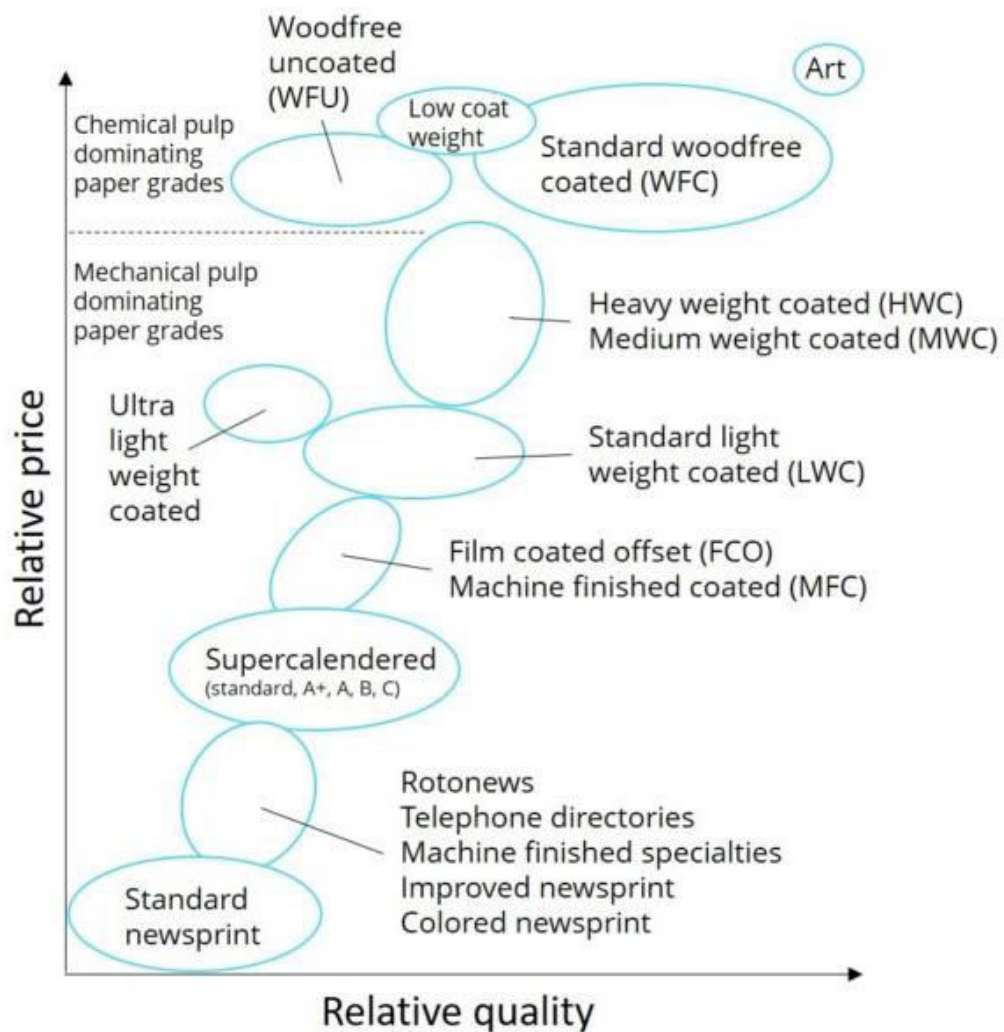 Woodfree
uncoated
(WFU)
Art
Low coat
weight
Chemical pulp
dominating
paper grades
Standard woodfree
coated (WFC)
Mechanical pulp
dominating
paper grades
Heavy weight coated (HWC)
Medium weight coated (MWC)
Ultra
light
weight
coated
Standard light
weight coated (LWC)
Film coated offset (FCO)
Machine finished coated (MFC)
Supercalendered
(standard, A+, A, B, C)
Rotonews
Telephone directories
Machine finished specialties
Improved newsprint
Colored newsprint
Standard
newsprint
Relative price
Relative quality